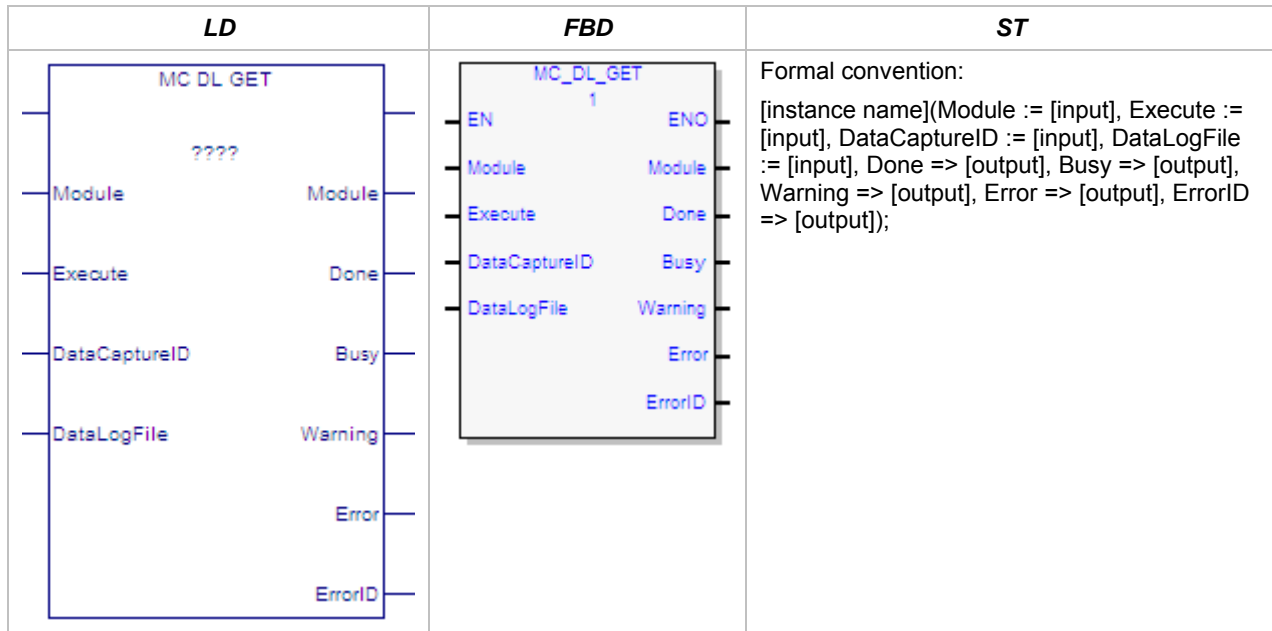 LD
FBD
ST
MC DL GET
????
Module Module
Execute Done
DataCaptureID Busy
DataLogFile Warning
Error
ErrorID
MC_DL_GET
1
EN ENO
Module Module
Execute Done
DataCaptureID Busy
DataLogFile Warning
Error
ErrorID
Formal convention:
[instance name](Module := [input], Execute :=
[input], DataCaptureID := [input], DataLogFile
:= [input], Done => [output], Busy => [output],
Warning => [output], Error => [output], ErrorID
=> [output]);